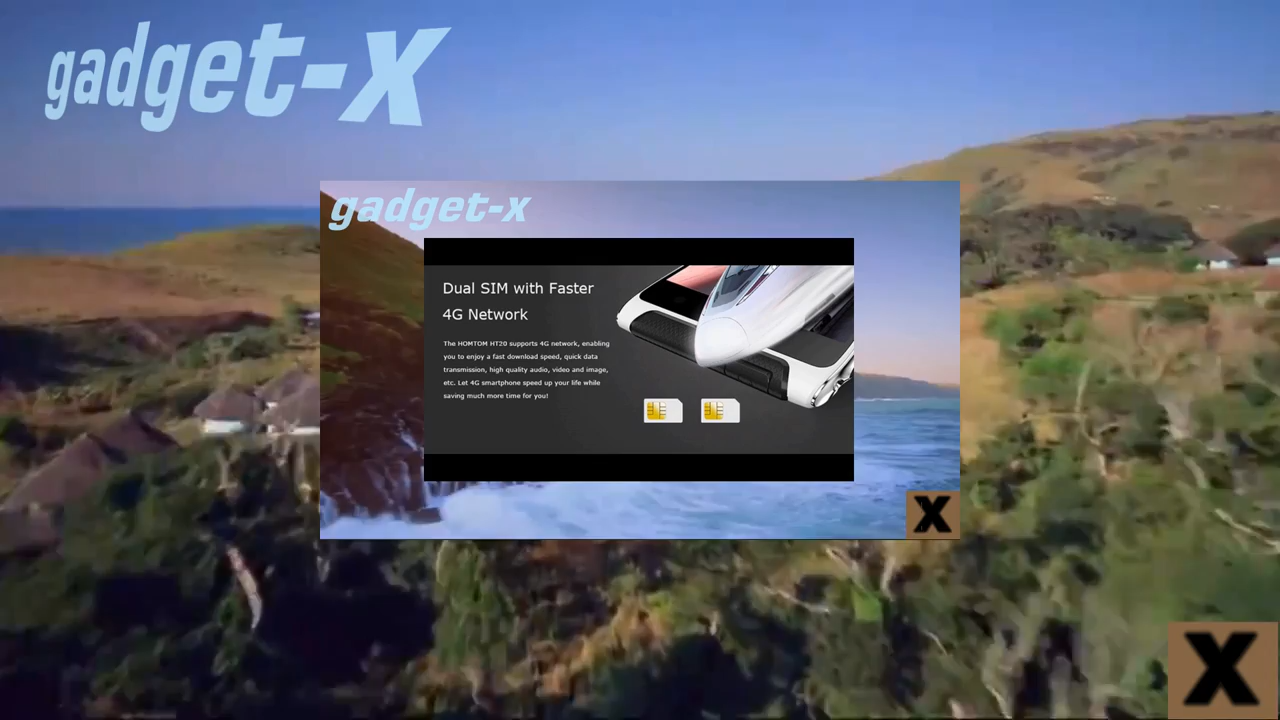 gadget-x
gadget-x
Dual SIM with Faster
4G Network
The HOMTOM HT20 supports 4G network, enabling
you to enjoy a fast download speed, quick data
transmission, high quality audio, video and image,
etc. Let 4G smartphone speed up your life while
saving much more time for you!
X
X